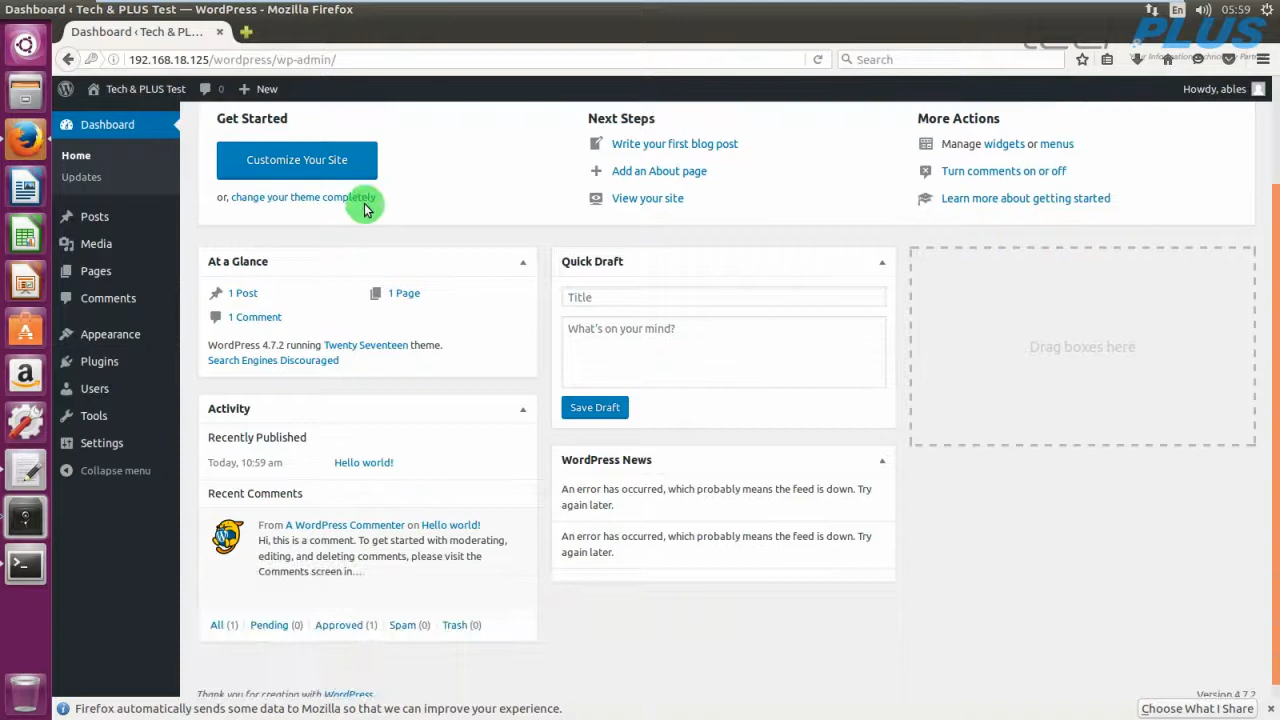 Dashboard ‹ Tech & PLUS Test — WordPress - Mozilla Firefox
En
05:59
Dashboard ‹ Tech & PL...
PLUS
192.168.18.125/wordpress/wp-admin/
Search
Tech & PLUS Test
0
New
Howdy, ables
Dashboard
Home
Updates
Posts
Media
Pages
Comments
Appearance
Plugins
Users
Tools
Settings
Collapse menu
Get Started
Customize Your Site
or, change your theme completely
Next Steps
Write your first blog post
Add an About page
View your site
More Actions
Manage widgets or menus
Turn comments on or off
Learn more about getting started
At a Glance
1 Post
1 Page
1 Comment
WordPress 4.7.2 running Twenty Seventeen theme.
Search Engines Discouraged
Activity
Recently Published
Today, 10:59 am
Hello world!
Recent Comments
From A WordPress Commenter on Hello world!
Hi, this is a comment. To get started with moderating,
editing, and deleting comments, please visit the
Comments screen in…
All (1)
Pending (0)
Approved (1)
Spam (0)
Trash (0)
Quick Draft
Title
What's on your mind?
Save Draft
WordPress News
An error has occurred, which probably means the feed is down. Try
again later.
An error has occurred, which probably means the feed is down. Try
again later.
Drag boxes here
Thank you for creating with WordPress.
Version 4.7.2
Firefox automatically sends some data to Mozilla so that we can improve your experience.
Choose What I Share